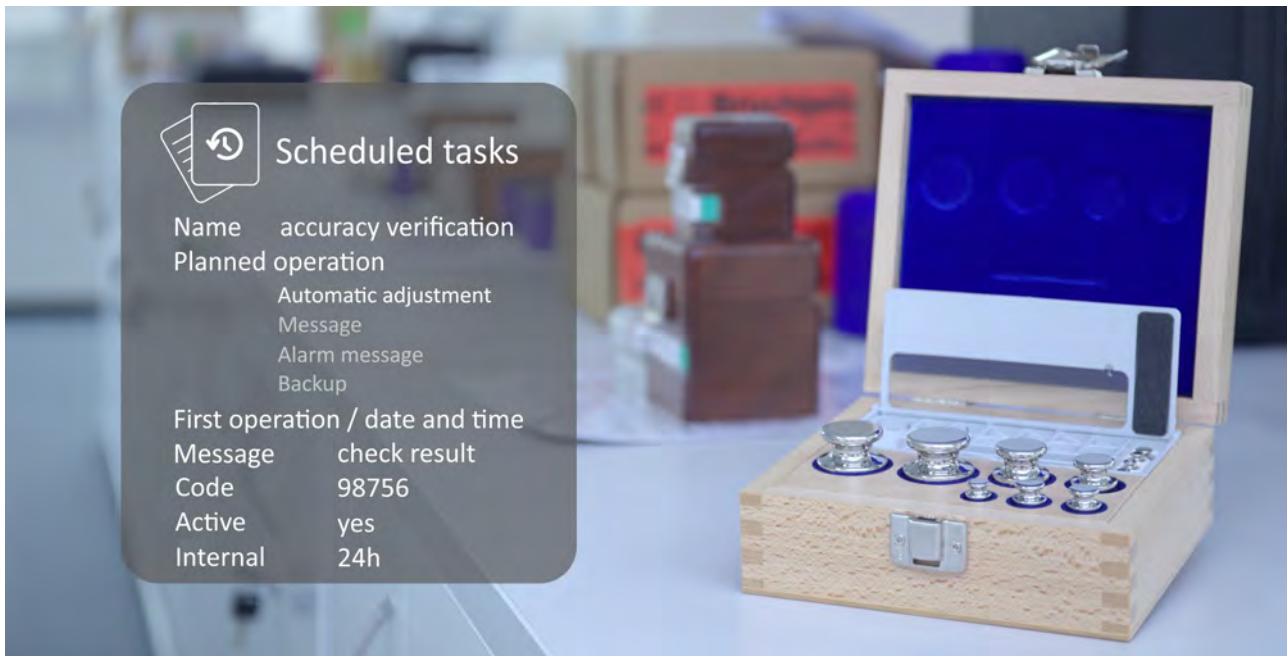 Scheduled tasks
Name accuracy verification
Planned operation
Automatic adjustment
Message
Alarm message
Backup
First operation / date and time
Message check result
Code 98756
Active yes
Internal 24h